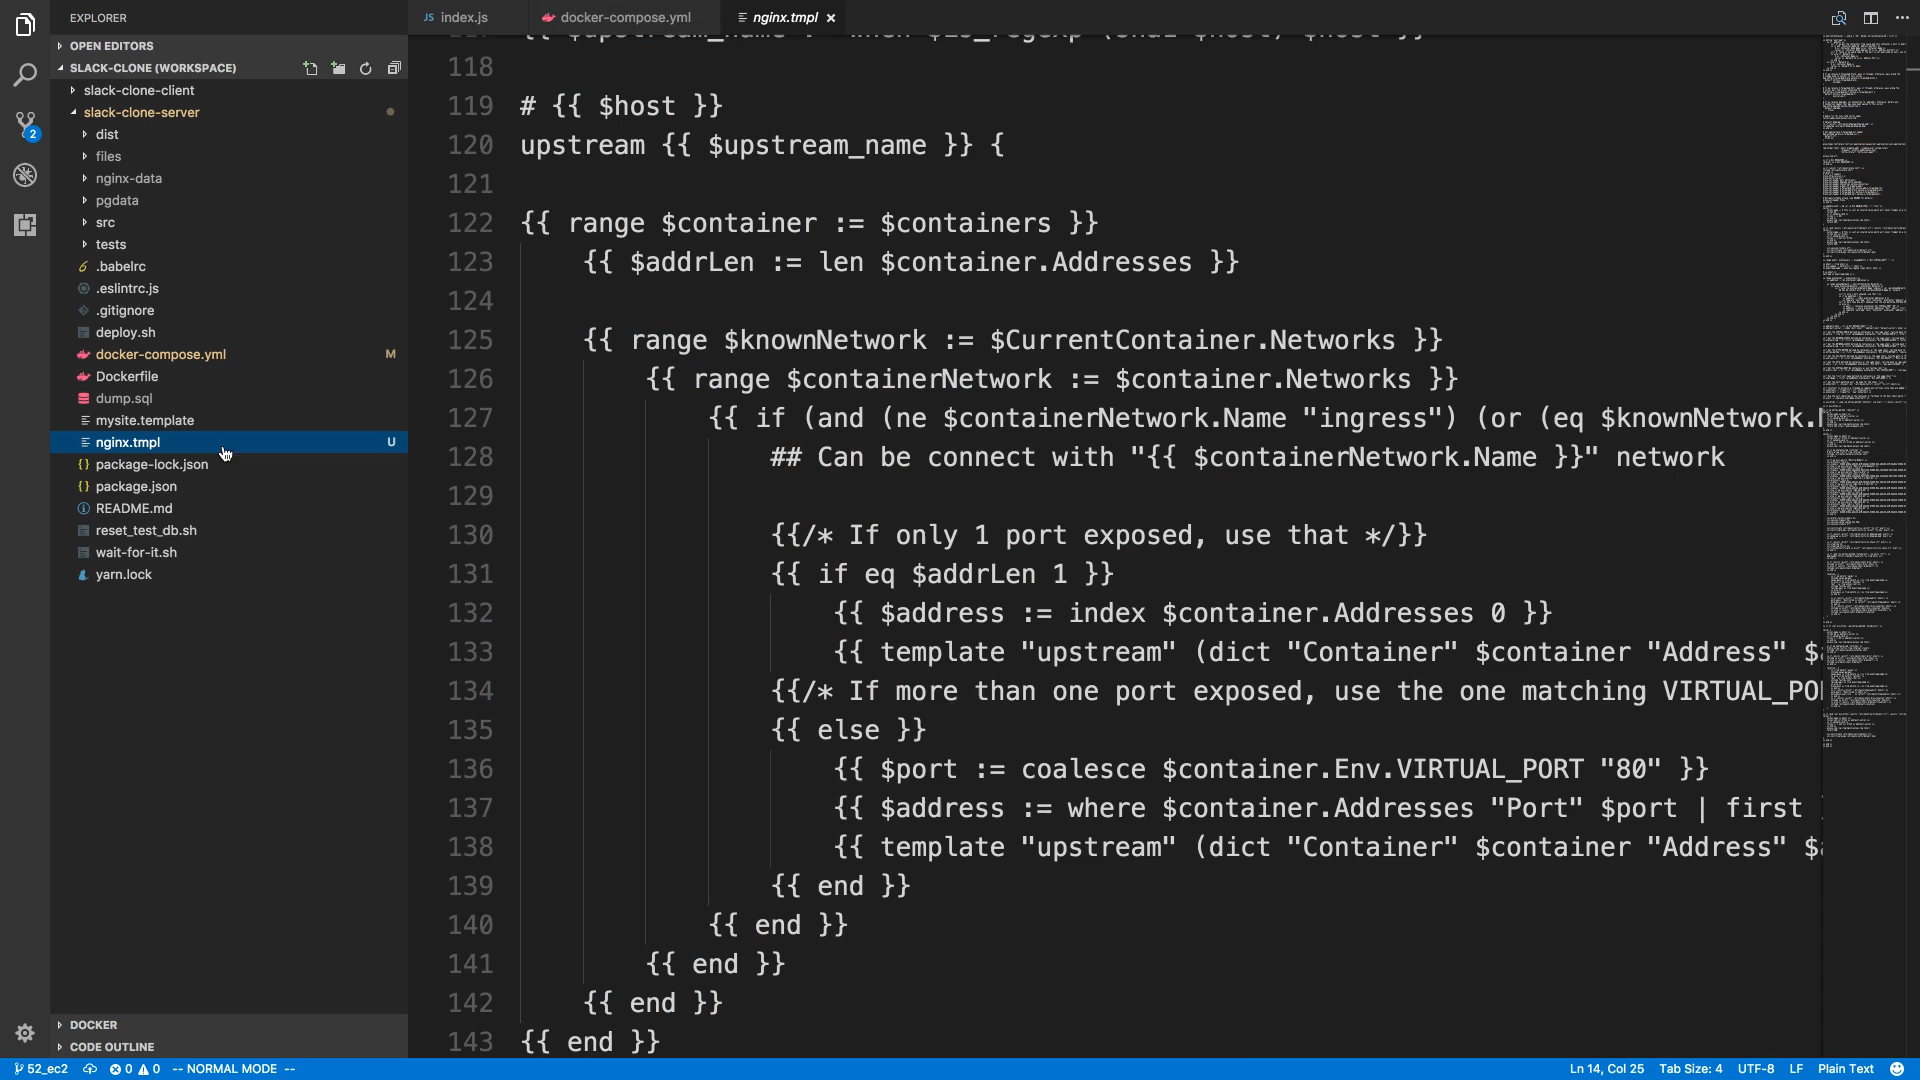 EXPLORER
OPEN EDITORS
SLACK-CLONE (WORKSPACE)
slack-clone-client
slack-clone-server
dist
files
nginx-data
pgdata
src
tests
.babelrc
.eslintrc.js
.gitignore
deploy.sh
docker-compose.yml M
Dockerfile
dump.sql
mysite.template
nginx.tmpl U
package-lock.json
package.json
README.md
reset_test_db.sh
wait-for-it.sh
yarn.lock
DOCKER
CODE OUTLINE
2
JS index.js
docker-compose.yml
nginx.tmpl ×
118
119 # {{ $host }}
120 upstream {{ $upstream_name }} {
121
122 {{ range $container := $containers }}
123 {{ $addrLen := len $container.Addresses }}
124
125 {{ range $knownNetwork := $CurrentContainer.Networks }}
126 {{ range $containerNetwork := $container.Networks }}
127 {{ if (and (ne $containerNetwork.Name "ingress") (or (eq $knownNetwork.
128 ## Can be connect with "{{ $containerNetwork.Name }}" network
129
130 {{/* If only 1 port exposed, use that */}}
131 {{ if eq $addrLen 1 }}
132 {{ $address := index $container.Addresses 0 }}
133 {{ template "upstream" (dict "Container" $container "Address" $
134 {{/* If more than one port exposed, use the one matching VIRTUAL_PO
135 {{ else }}
136 {{ $port := coalesce $container.Env.VIRTUAL_PORT "80" }}
137 {{ $address := where $container.Addresses "Port" $port | first
138 {{ template "upstream" (dict "Container" $container "Address" $
139 {{ end }}
140 {{ end }}
141 {{ end }}
142 {{ end }}
143 {{ end }}
52_ec2 0 0 -- NORMAL MODE -- Ln 14, Col 25 Tab Size: 4 UTF-8 LF Plain Text